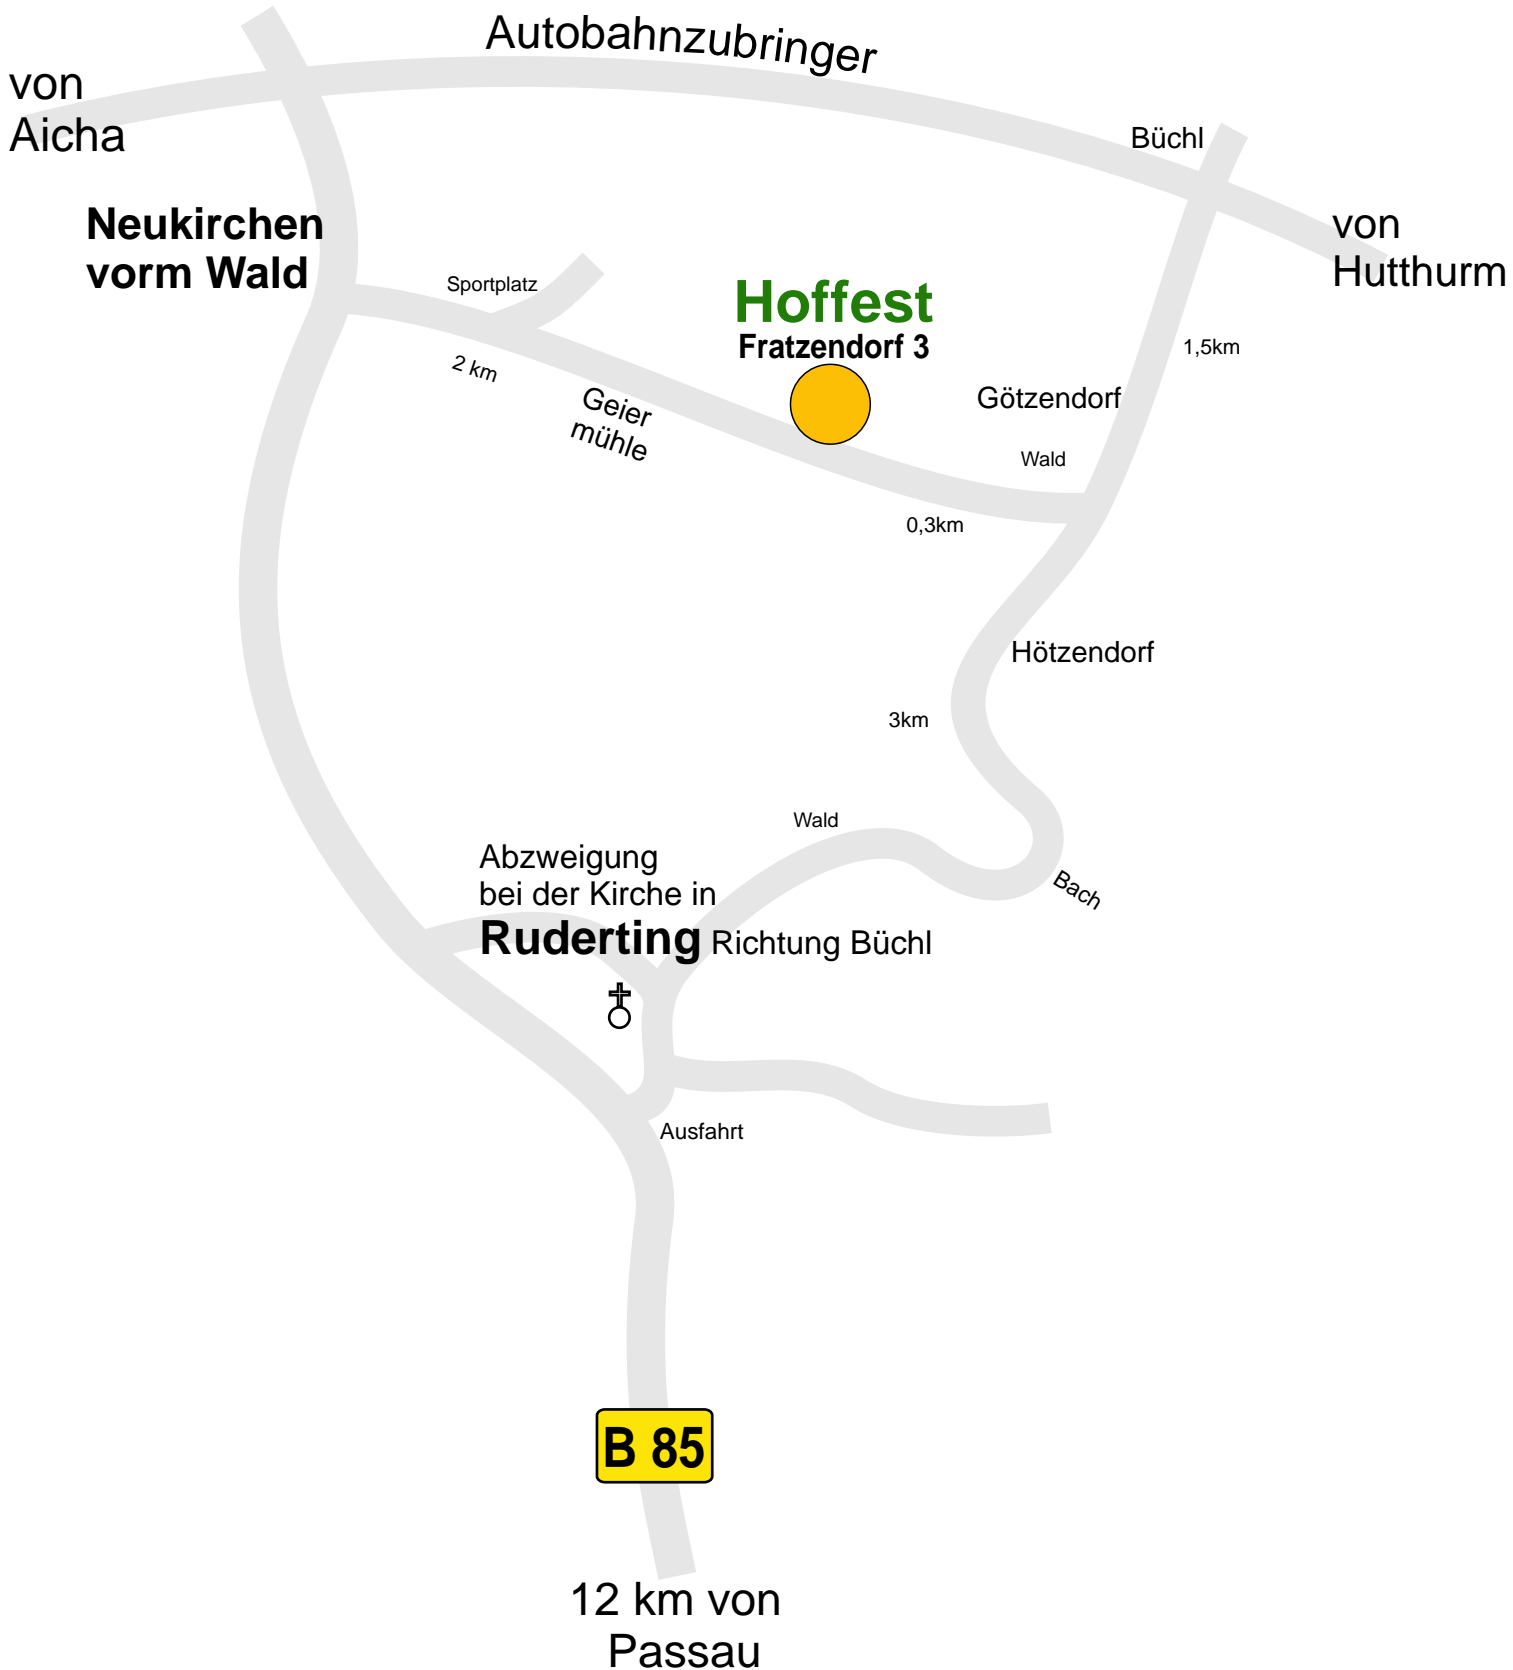 Autobahnzubringer
von
Aicha
Büchl
Neukirchen
vorm Wald
von
Hutthurm
Sportplatz
Hoffest
Fratzendorf 3
1,5km
2 km
Geier
mühle
Götzendorf
Wald
0,3km
Hötzendorf
3km
Wald
Abzweigung
bei der Kirche in
Ruderting Richtung Büchl
Bach
Ausfahrt
B 85
12 km von
Passau